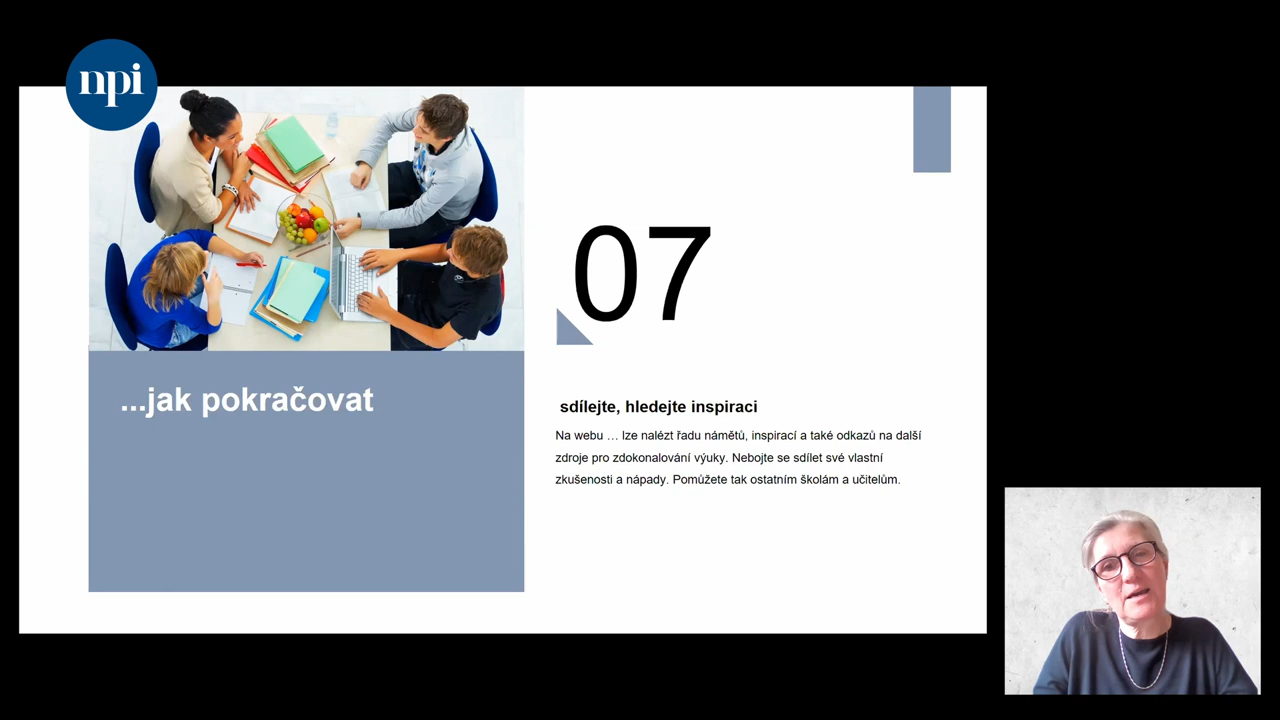 npi
...jak pokračovat
07
sdílejte, hledejte inspiraci
Na webu … lze nalézt řadu námětů, inspirací a také odkazů na další
zdroje pro zdokonalování výuky. Nebojte se sdílet své vlastní
zkušenosti a nápady. Pomůžete tak ostatním školám a učitelům.